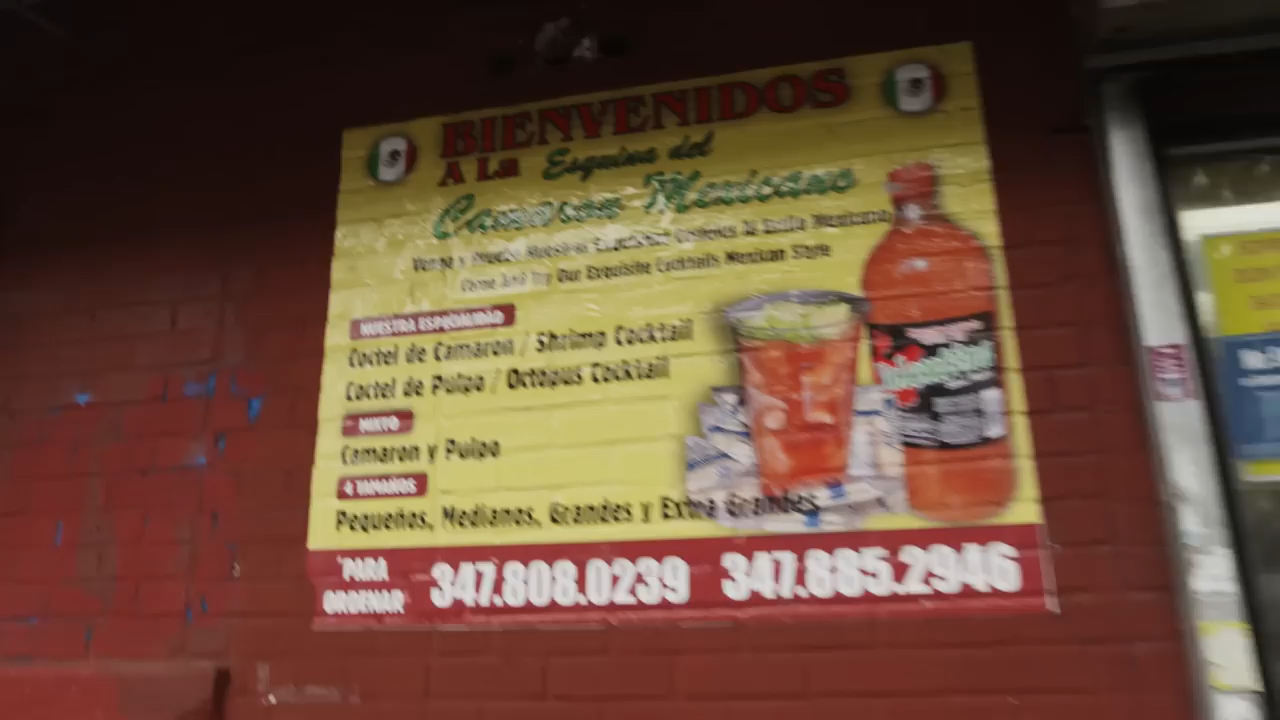 BIENVENIDOS
A La Esquina del
Camaron Mexicano
Venga y Pruebe Nuestros Exquisitos Cocteles Al Estilo Mexicano
Come And Try Our Exquisite Cocktails Mexican Style
NUESTRA ESPECIALIDAD
Coctel de Camaron / Shrimp Cocktail
Coctel de Pulpo / Octopus Cocktail
MIXTO
Camaron y Pulpo
4 TAMAÑOS
Pequeños, Medianos, Grandes y Extra Grandes
*PARA
ORDENAR
347.808.0239 347.885.2946